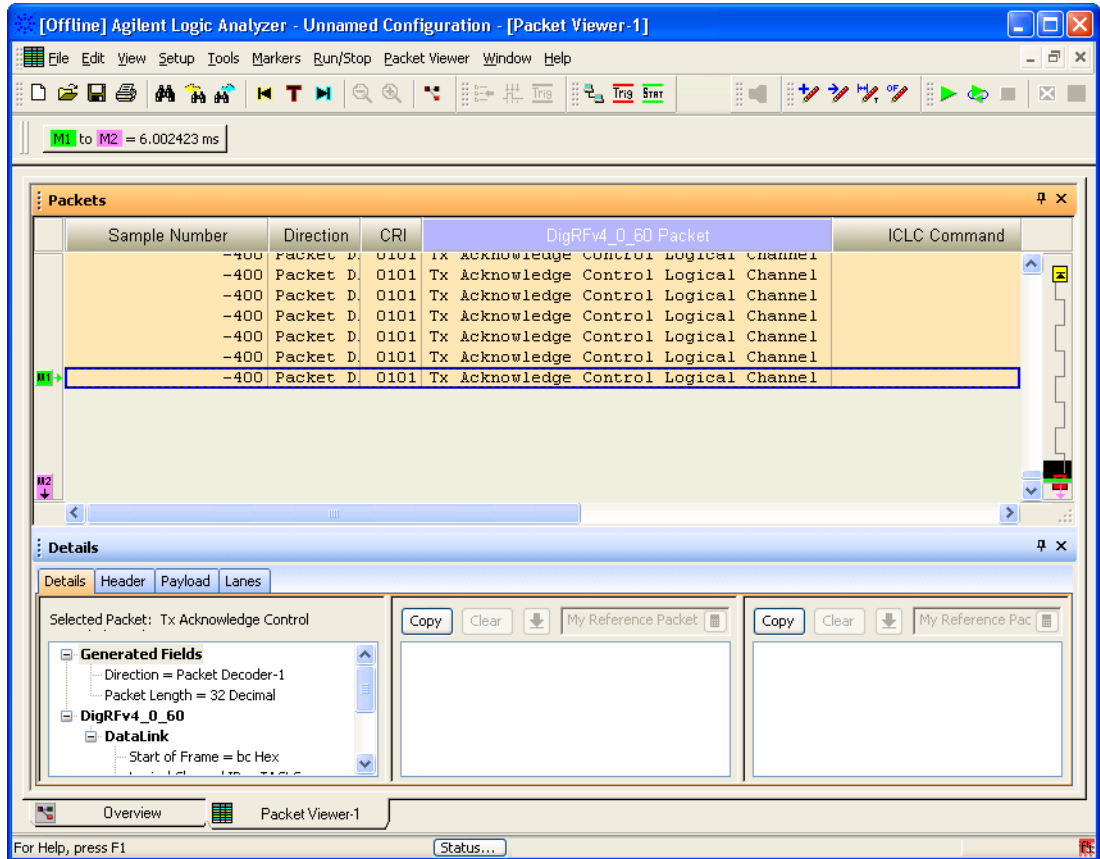 [Offline] Agilent Logic Analyzer - Unnamed Configuration - [Packet Viewer-1]
File Edit View Setup Tools Markers Run/Stop Packet Viewer Window Help
T Trig Trig STAT OFF
M1 to M2 = 6.002423 ms
Packets
Sample Number Direction CRI DigRFv4_0_60 Packet ICLC Command
-400 Packet D. 0101 Tx Acknowledge Control Logical Channel
-400 Packet D. 0101 Tx Acknowledge Control Logical Channel
-400 Packet D. 0101 Tx Acknowledge Control Logical Channel
-400 Packet D. 0101 Tx Acknowledge Control Logical Channel
-400 Packet D. 0101 Tx Acknowledge Control Logical Channel
-400 Packet D. 0101 Tx Acknowledge Control Logical Channel
M1 -400 Packet D. 0101 Tx Acknowledge Control Logical Channel
M2
Details
Details Header Payload Lanes
Selected Packet: Tx Acknowledge Control
Copy Clear My Reference Packet Copy Clear My Reference Pac
Generated Fields
Direction = Packet Decoder-1
Packet Length = 32 Decimal
DigRFv4_0_60
DataLink
Start of Frame = bc Hex
Overview Packet Viewer-1
For Help, press F1 Status...